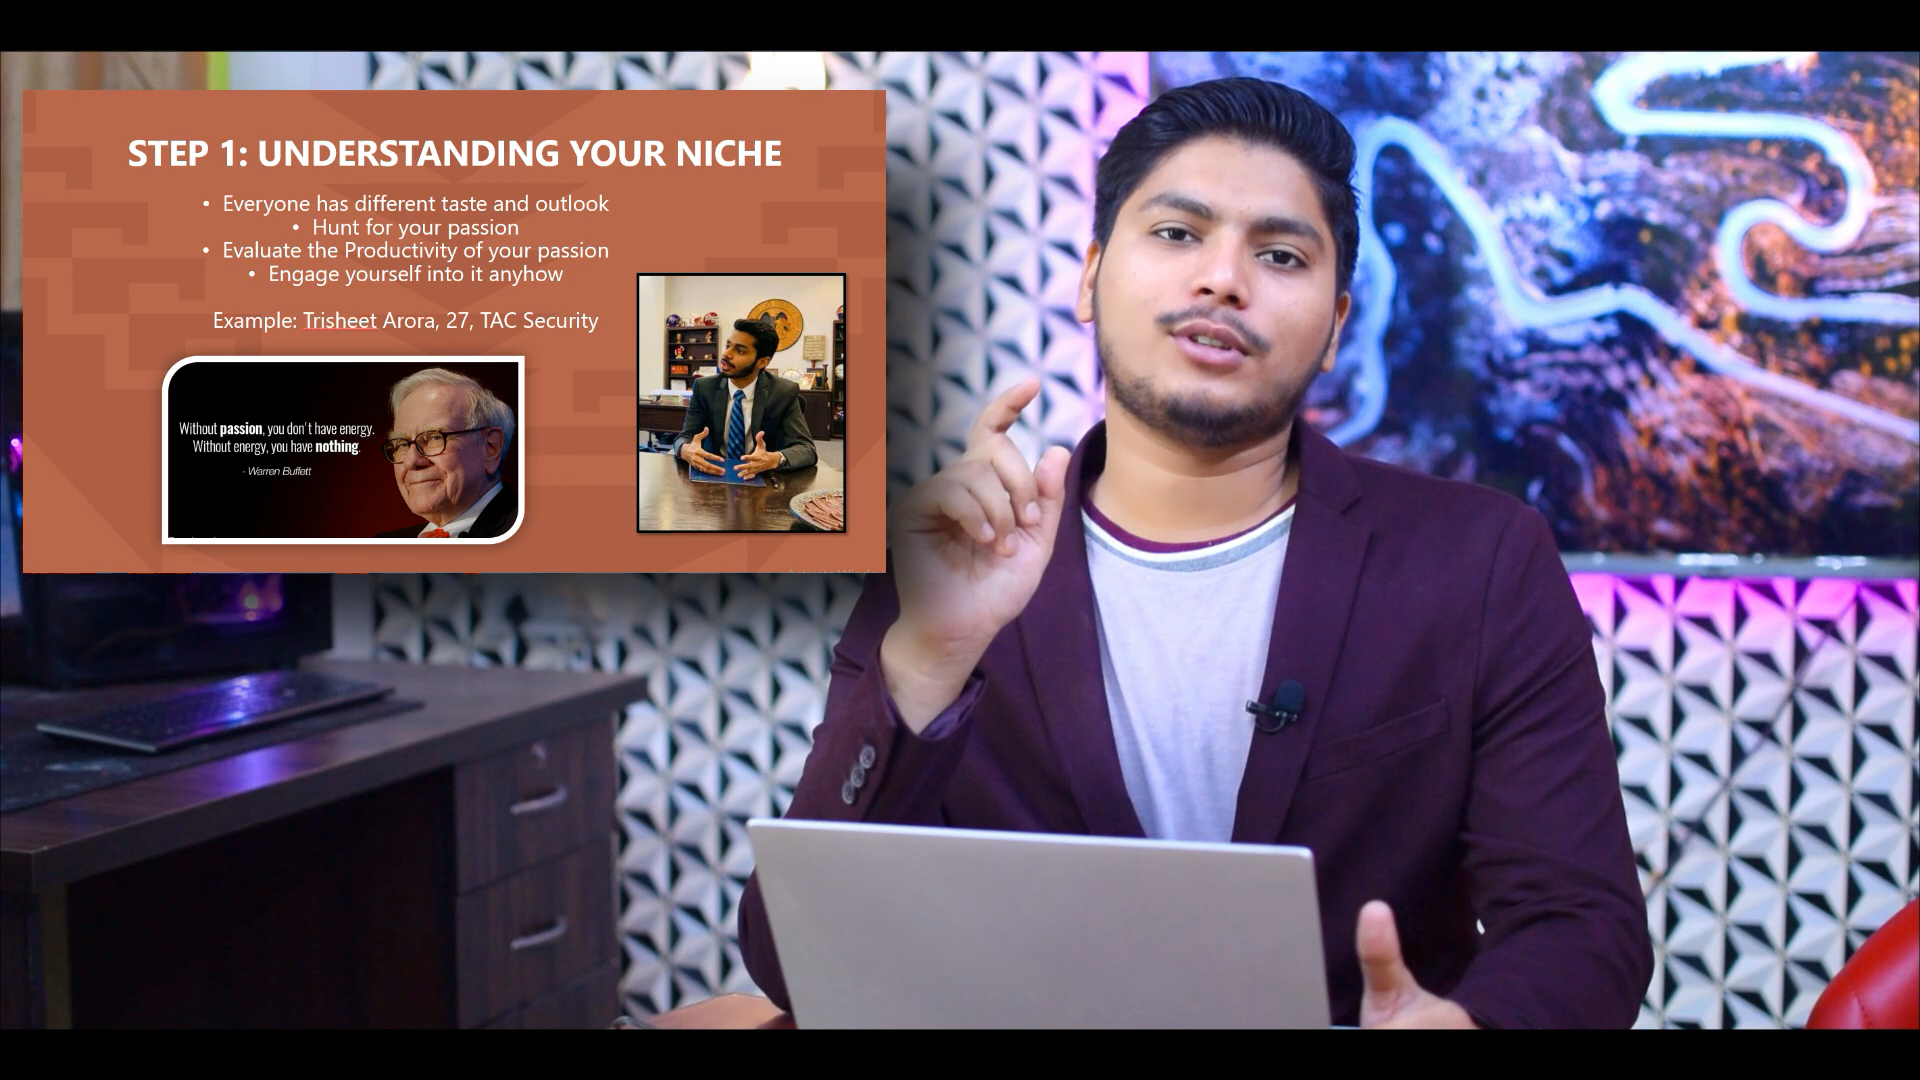 STEP 1: UNDERSTANDING YOUR NICHE
• Everyone has different taste and outlook
• Hunt for your passion
• Evaluate the Productivity of your passion
• Engage yourself into it anyhow
Example: Trisheet Arora, 27, TAC Security
Without passion, you don't have energy.
Without energy, you have nothing.
- Warren Buffett